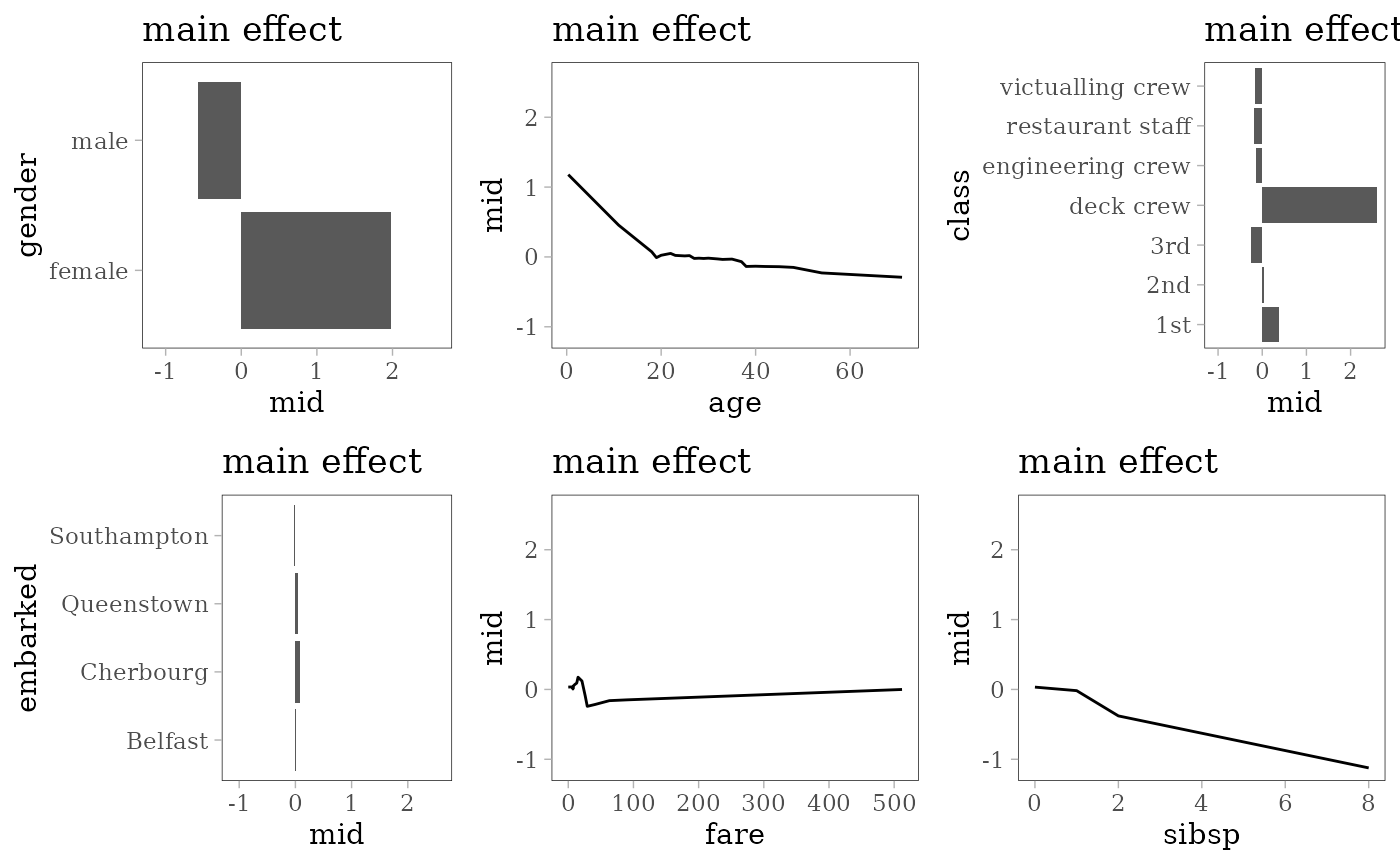 main effect
gender
male
female
-1 0 1 2
mid
main effect
mid
2
1
0
-1
0 20 40 60
age
main effect
class
victualling crew
restaurant staff
engineering crew
deck crew
3rd
2nd
1st
-1 0 1 2
mid
main effect
embarked
Southampton
Queenstown
Cherbourg
Belfast
-1 0 1 2
mid
main effect
mid
2
1
0
-1
0 100 200 300 400 500
fare
main effect
mid
2
1
0
-1
0 2 4 6 8
sibsp